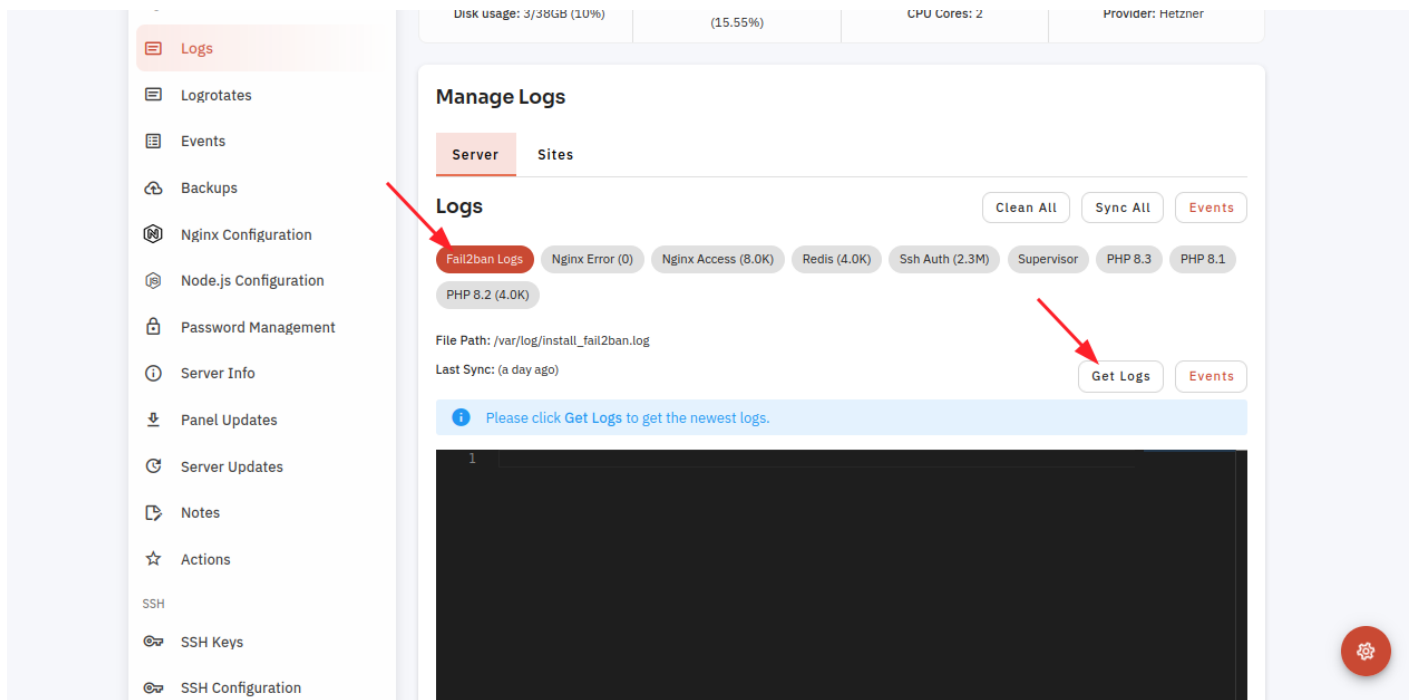 Disk usage: 3/38GB (10%)
(15.55%)
CPU Cores: 2
Provider: Hetzner
Logs
Logrotates
Events
Backups
Nginx Configuration
Node.js Configuration
Password Management
Server Info
Panel Updates
Server Updates
Notes
Actions
SSH
SSH Keys
SSH Configuration
Manage Logs
Server Sites
Logs
Clean All Sync All Events
Fail2ban Logs Nginx Error (0) Nginx Access (8.0K) Redis (4.0K) Ssh Auth (2.3M) Supervisor PHP 8.3 PHP 8.1
PHP 8.2 (4.0K)
File Path: /var/log/install_fail2ban.log
Last Sync: (a day ago)
Get Logs Events
Please click Get Logs to get the newest logs.
1